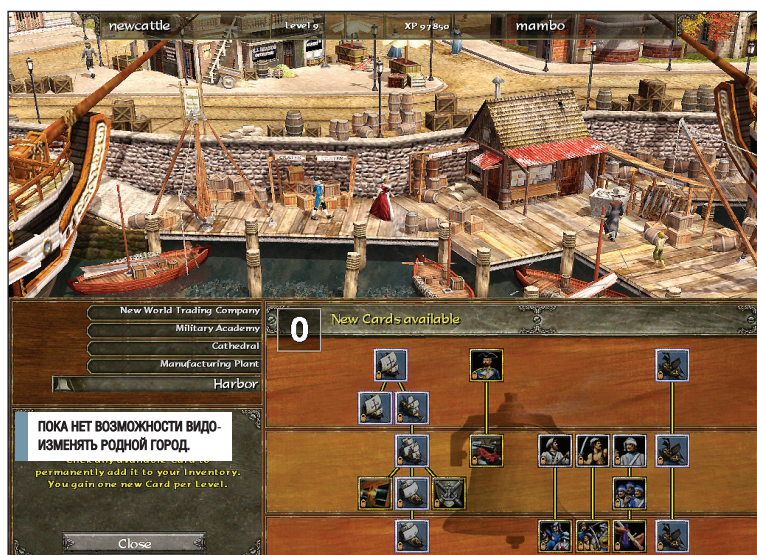 newcattle
Level 9
XP 97850
mambo
New World Trading Company
Military Academy
Cathedral
Manufacturing Plant
Harbor
0
New Cards available
ПОКА НЕТ ВОЗМОЖНОСТИ ВИДО-
ИЗМЕНЯТЬ РОДНОЙ ГОРОД.
permanently add it to your Inventory.
You gain one new Card per Level.
Close